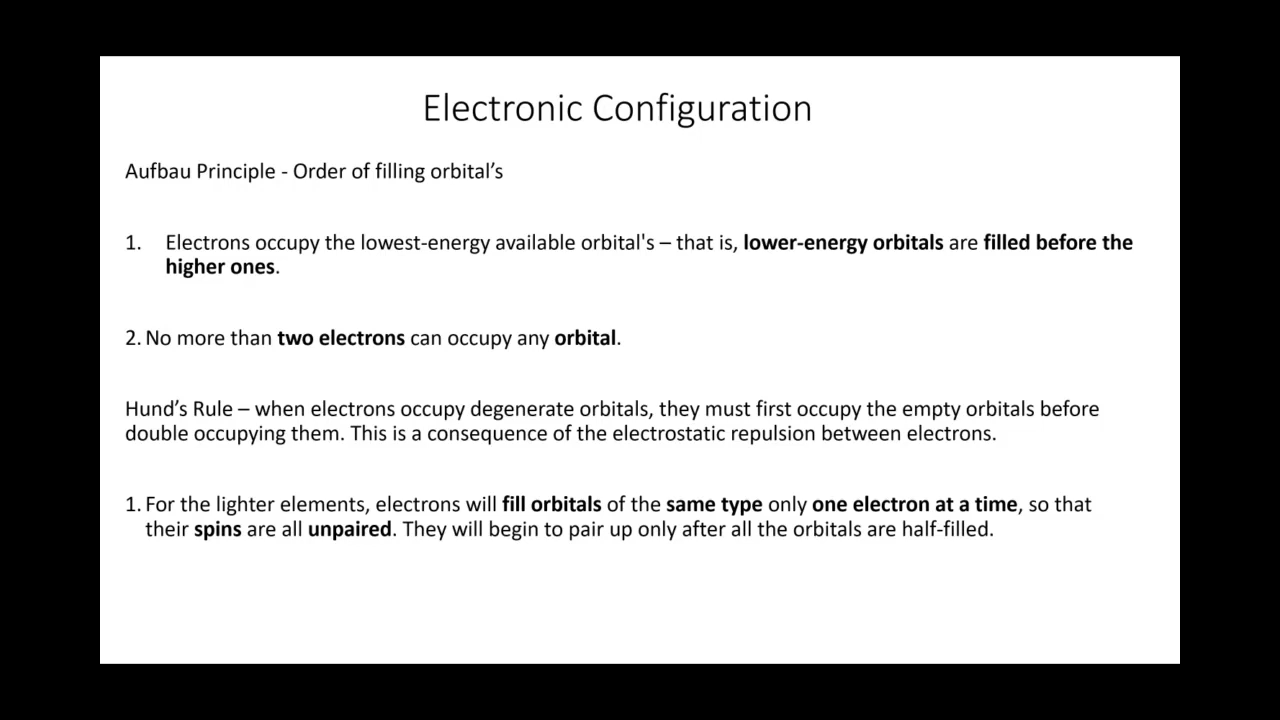 Electronic Configuration
Aufbau Principle - Order of filling orbital’s
1. Electrons occupy the lowest-energy available orbital's – that is, lower-energy orbitals are filled before the
higher ones.
2. No more than two electrons can occupy any orbital.
Hund’s Rule – when electrons occupy degenerate orbitals, they must first occupy the empty orbitals before
double occupying them. This is a consequence of the electrostatic repulsion between electrons.
1. For the lighter elements, electrons will fill orbitals of the same type only one electron at a time, so that
their spins are all unpaired. They will begin to pair up only after all the orbitals are half-filled.